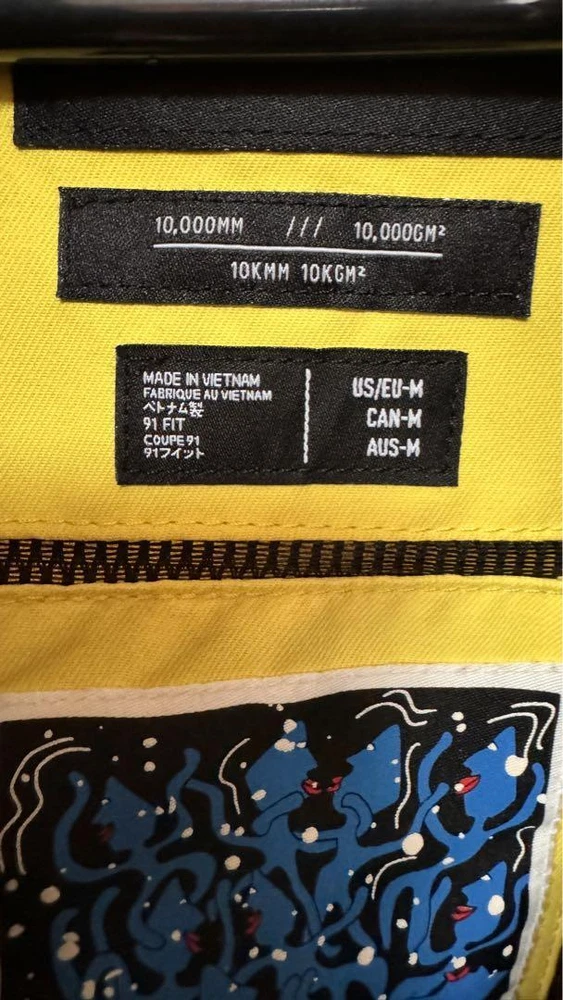 10,000MM /// 10,000GM²
10KMM 10KGM²
MADE IN VIETNAM
FABRIQUE AU VIETNAM
ベトナム製
91 FIT
COUPE 91
91フィット
US/EU-M
CAN-M
AUS-M